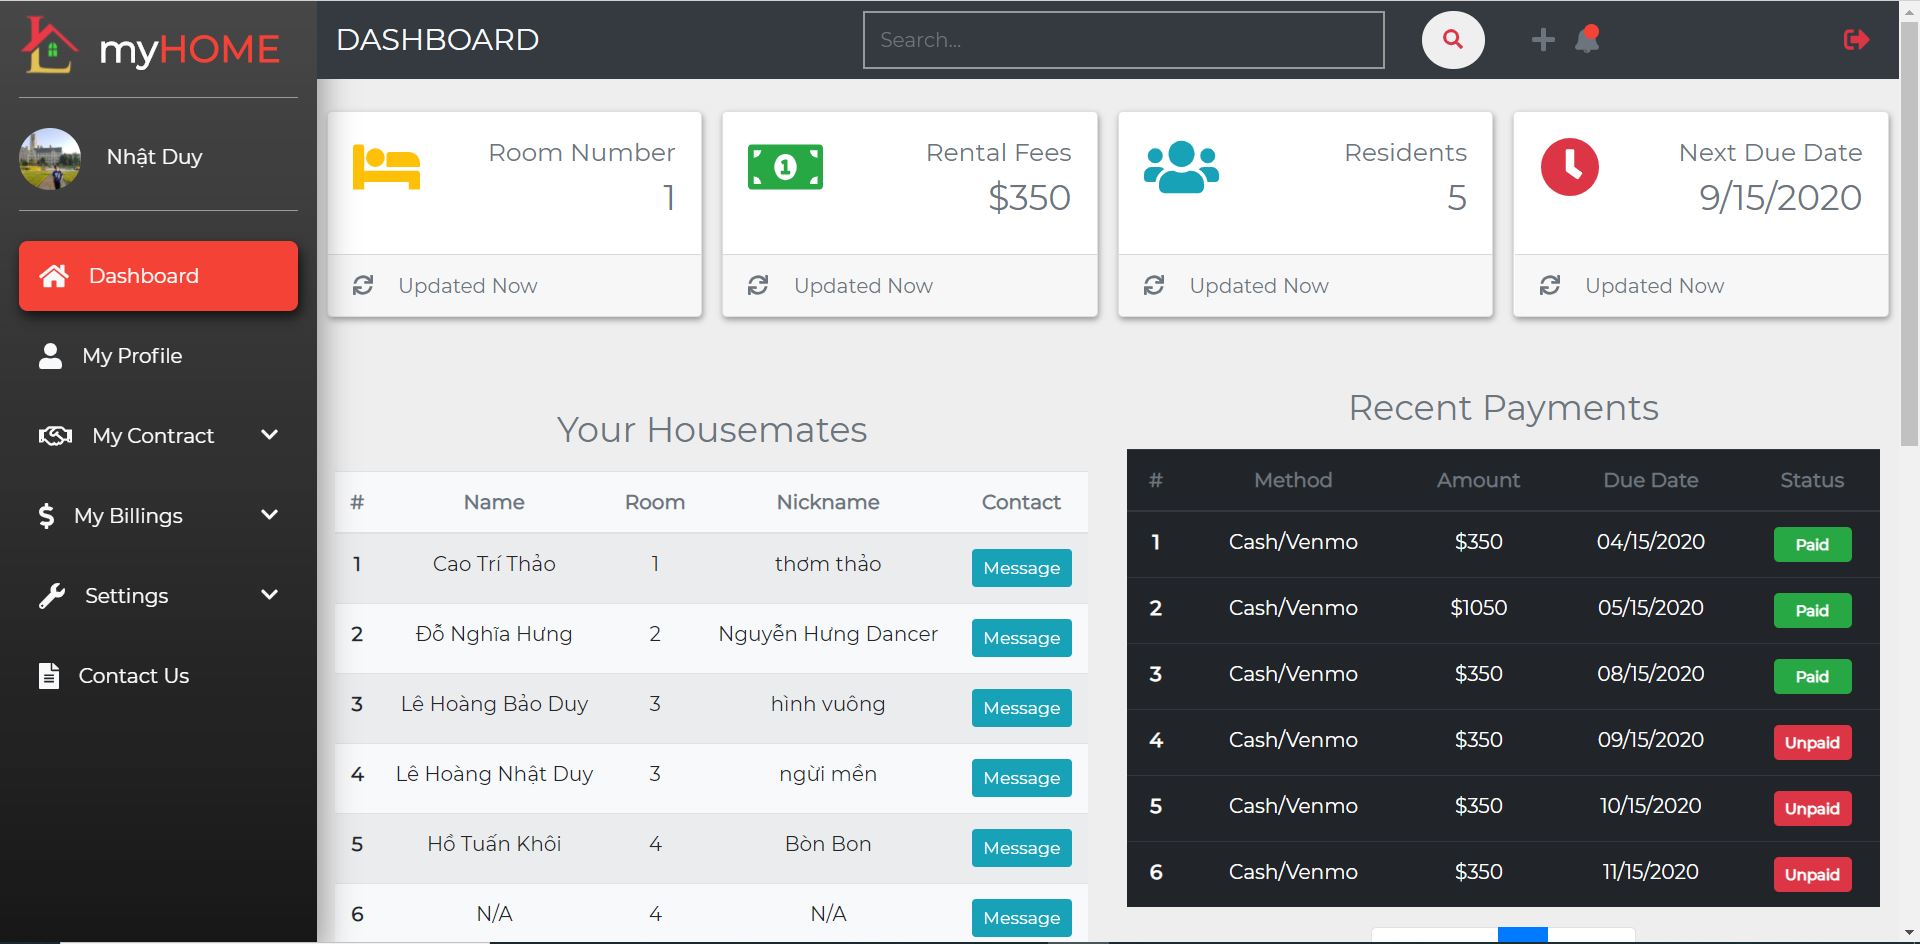 myHOME
DASHBOARD
Search...
Nhật Duy
Dashboard
My Profile
My Contract
My Billings
Settings
Contact Us
Room Number
1
Updated Now
1
Rental Fees
$350
Updated Now
Residents
5
Updated Now
Next Due Date
9/15/2020
Updated Now
Your Housemates
# Name Room Nickname Contact
1 Cao Trí Thảo 1 thơm thảo Message
2 Đỗ Nghĩa Hưng 2 Nguyễn Hưng Dancer Message
3 Lê Hoàng Bảo Duy 3 hình vuông Message
4 Lê Hoàng Nhật Duy 3 ngừi mền Message
5 Hồ Tuấn Khôi 4 Bòn Bon Message
6 N/A 4 N/A Message
Recent Payments
# Method Amount Due Date Status
1 Cash/Venmo $350 04/15/2020 Paid
2 Cash/Venmo $1050 05/15/2020 Paid
3 Cash/Venmo $350 08/15/2020 Paid
4 Cash/Venmo $350 09/15/2020 Unpaid
5 Cash/Venmo $350 10/15/2020 Unpaid
6 Cash/Venmo $350 11/15/2020 Unpaid